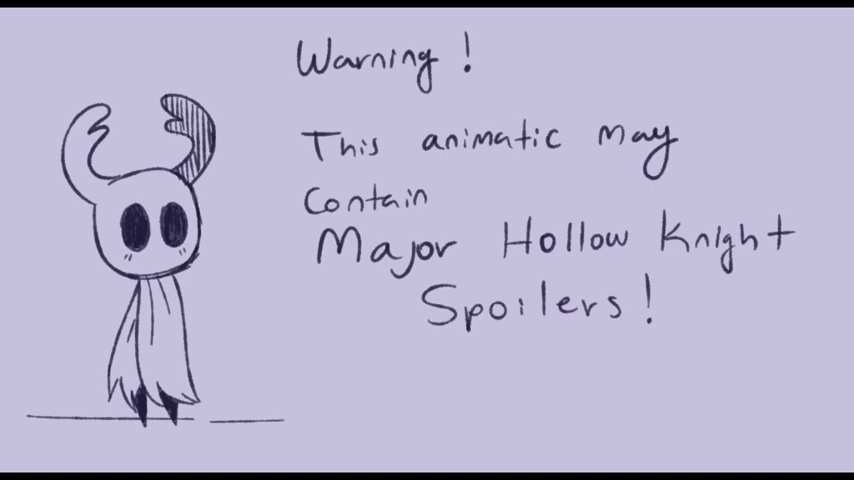 Warning!
This animatic may
contain
Major Hollow Knight
Spoilers!